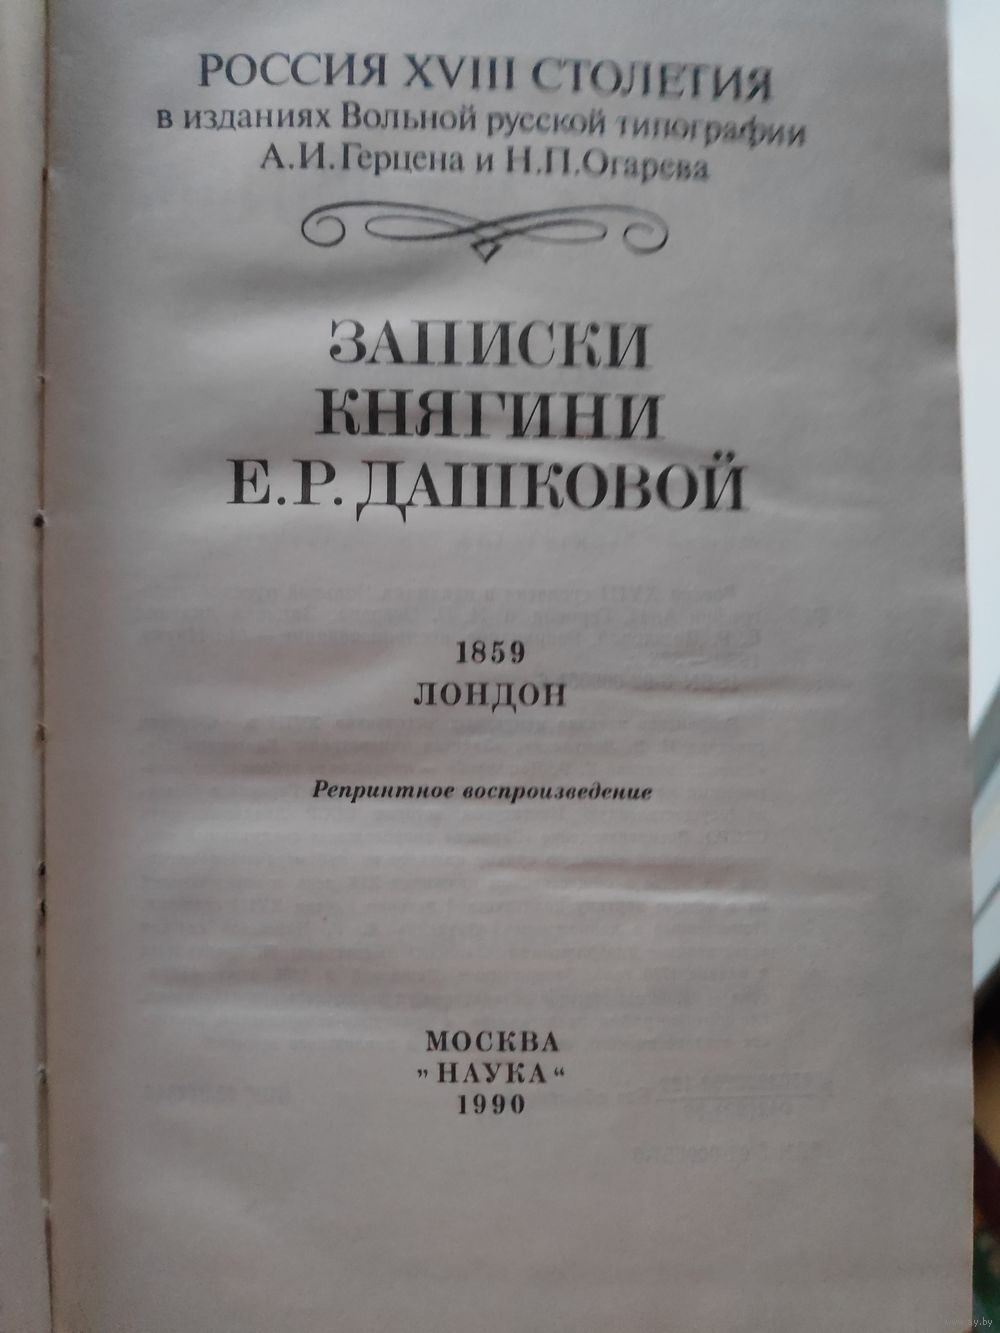 РОССИЯ XVIII СТОЛЕТИЯ
в изданиях Вольной русской типографии
А.И.Герцена и Н.П.Огарева
ЗАПИСКИ
КНЯГИНИ
Е.Р.ДАШКОВОЙ
1859
ЛОНДОН
Репринтное воспроизведение
МОСКВА
„НАУКА“
1990